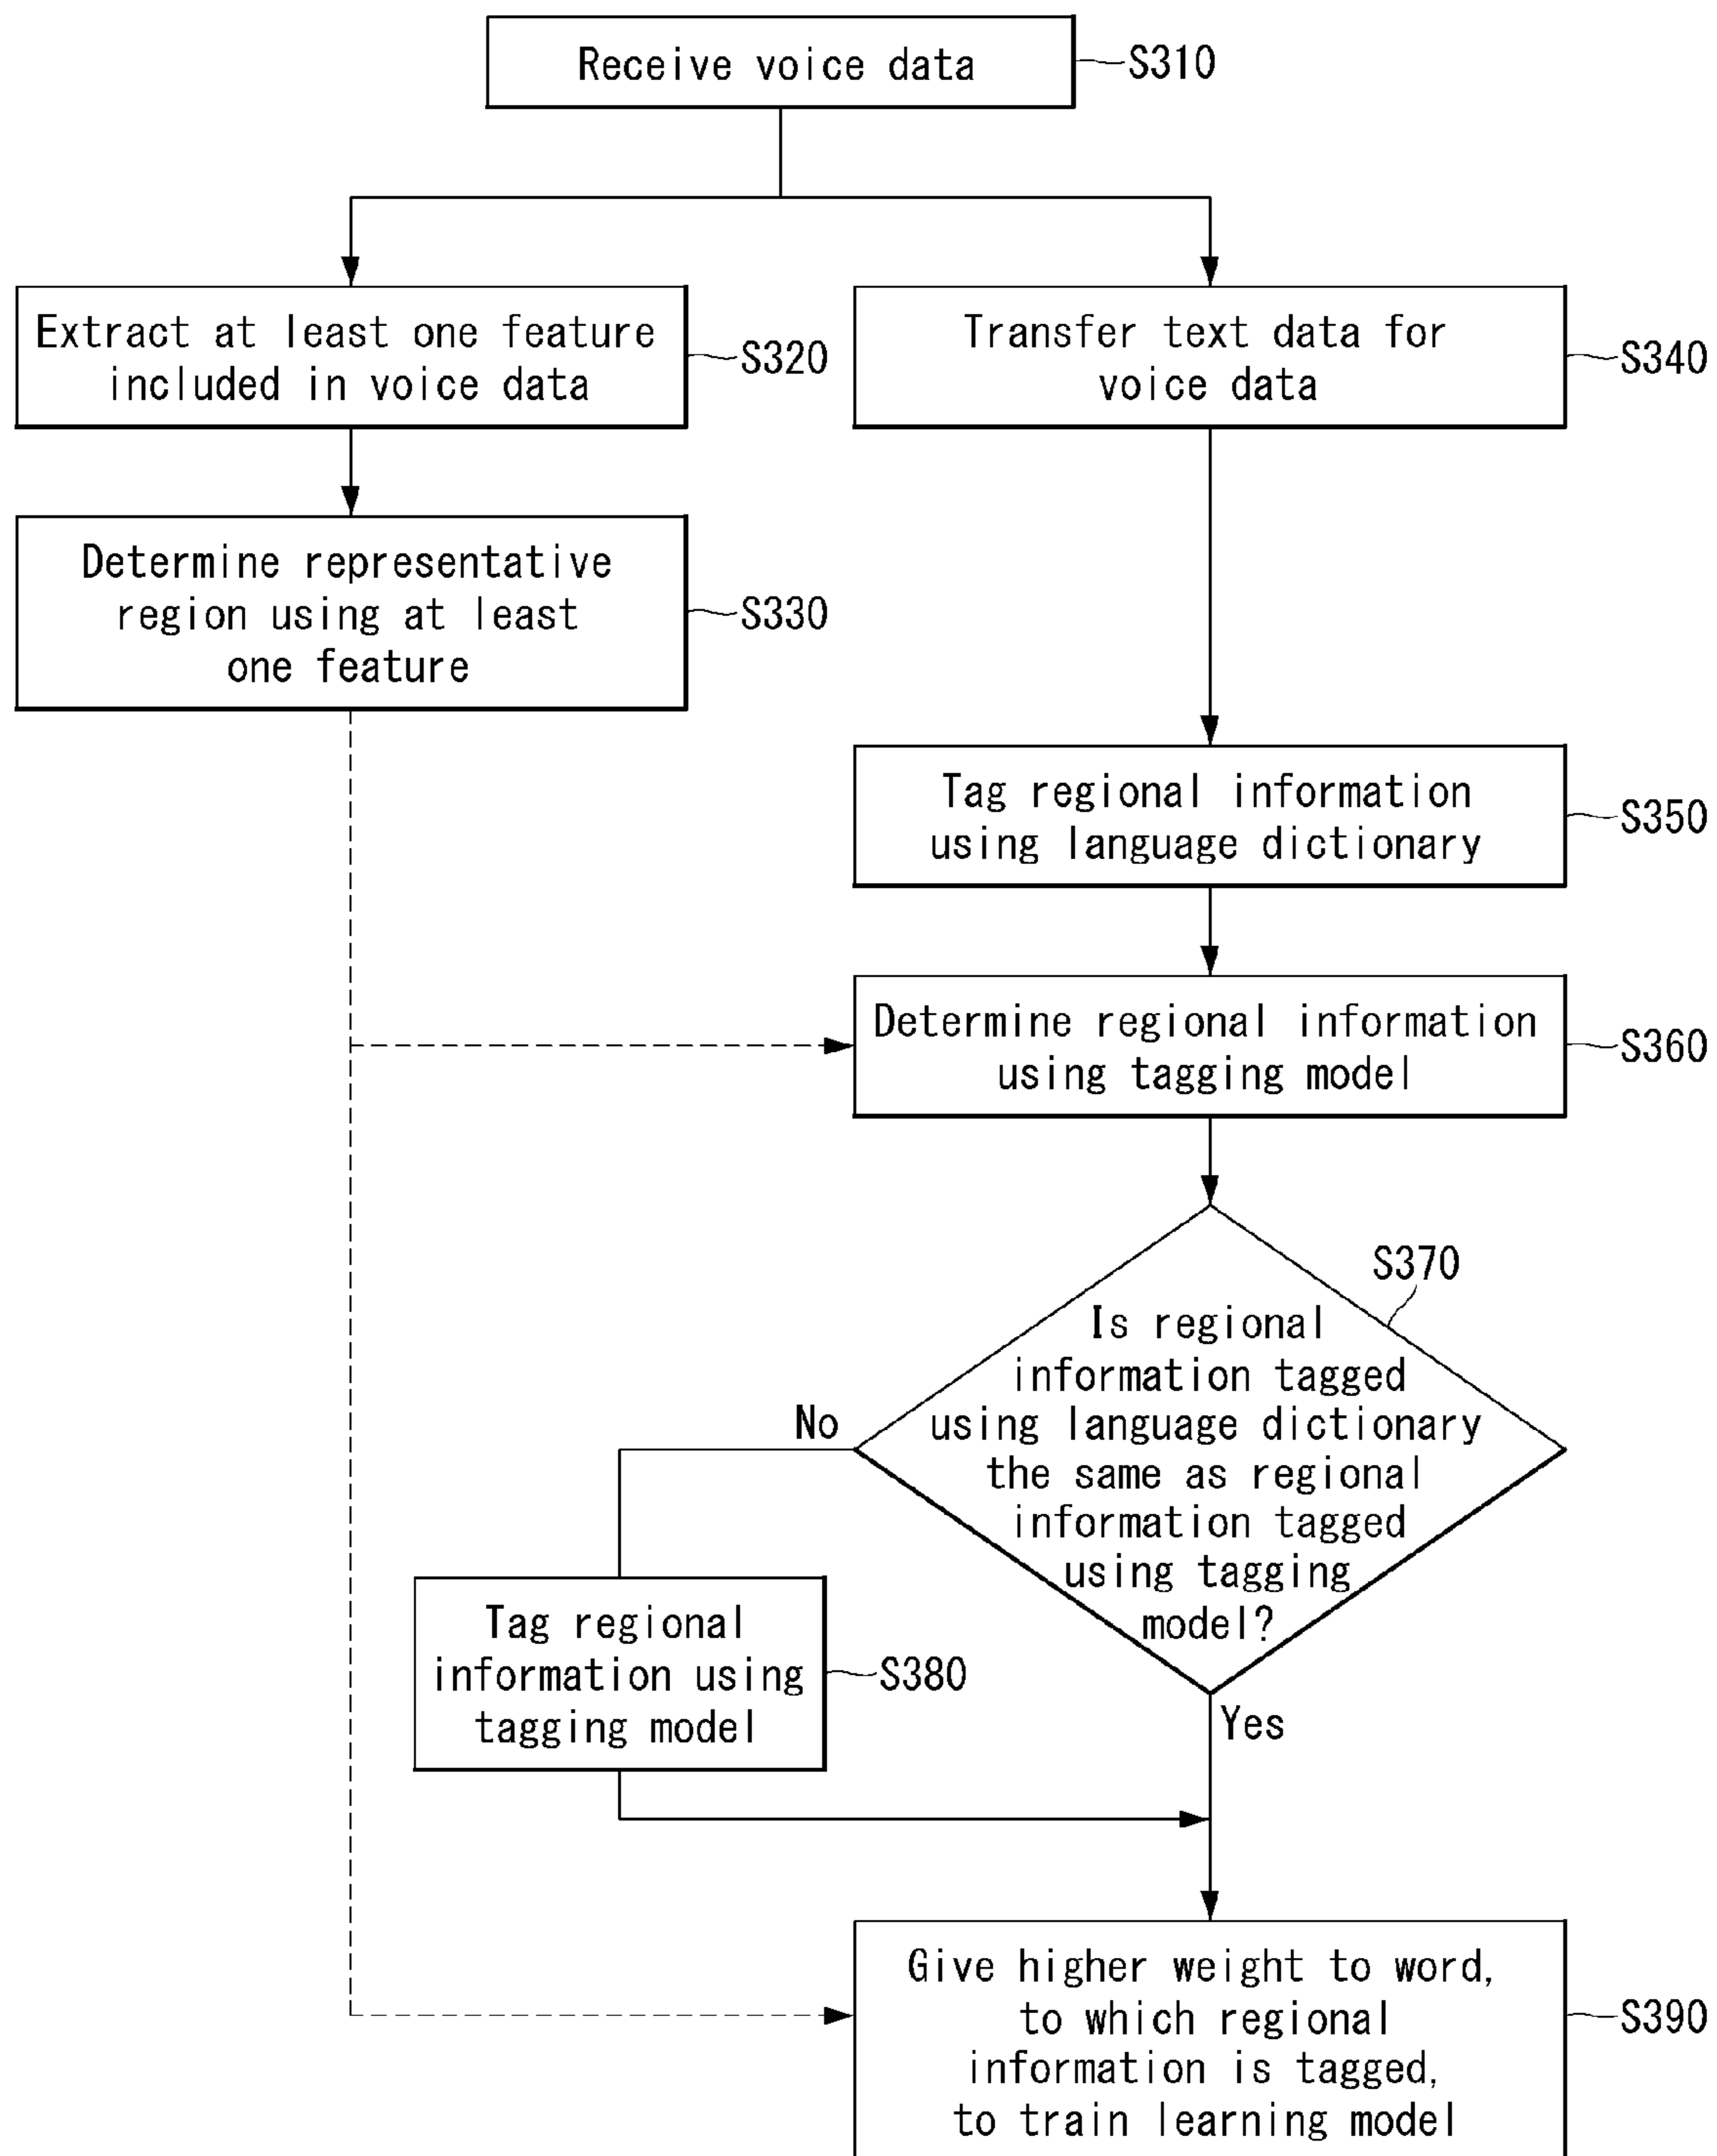 Receive voice data
S310
Extract at least one feature
included in voice data
S320
Transfer text data for
voice data
S340
Determine representative
region using at least
one feature
S330
Tag regional information
using language dictionary
S350
Determine regional information
using tagging model
S360
S370
Is regional
information tagged
using language dictionary
the same as regional
information tagged
using tagging
model?
No
Yes
Tag regional
information using
tagging model
S380
Give higher weight to word,
to which regional
information is tagged,
to train learning model
S390